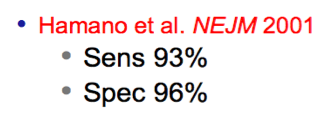 • Hamano et al. NEJM 2001
• Sens 93%
• Spec 96%